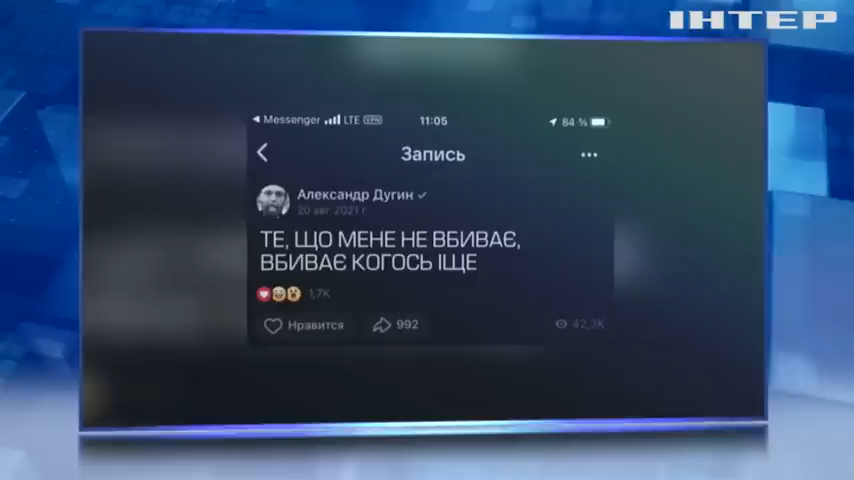 ІНТЕР
Messenger LTE VPN 11:05 84 %
Запись
Александр Дугин
20 авг 2021 г.
ТЕ, ЩО МЕНЕ НЕ ВБИВАЄ,
ВБИВАЄ КОГОСЬ ІЩЕ
1,7K
Нравится 992 42,3K